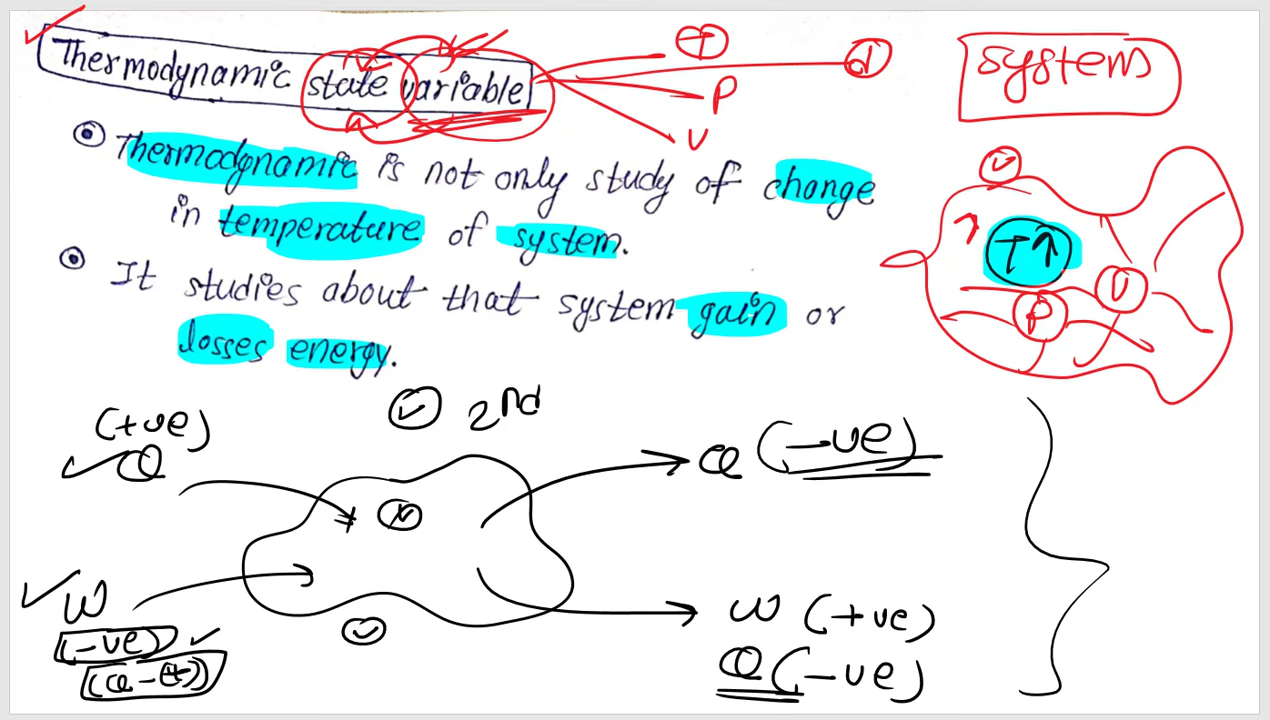 Thermodynamic state variable
T
d
P
V
system
Thermodynamic is not only study of change
in temperature of system.
It studies about that system gain or
losses energy.
V
T↑
P
V
2nd
(+ve)
Q
Q (-ve)
W
(-ve)
W (+ve)
Q (-ve)